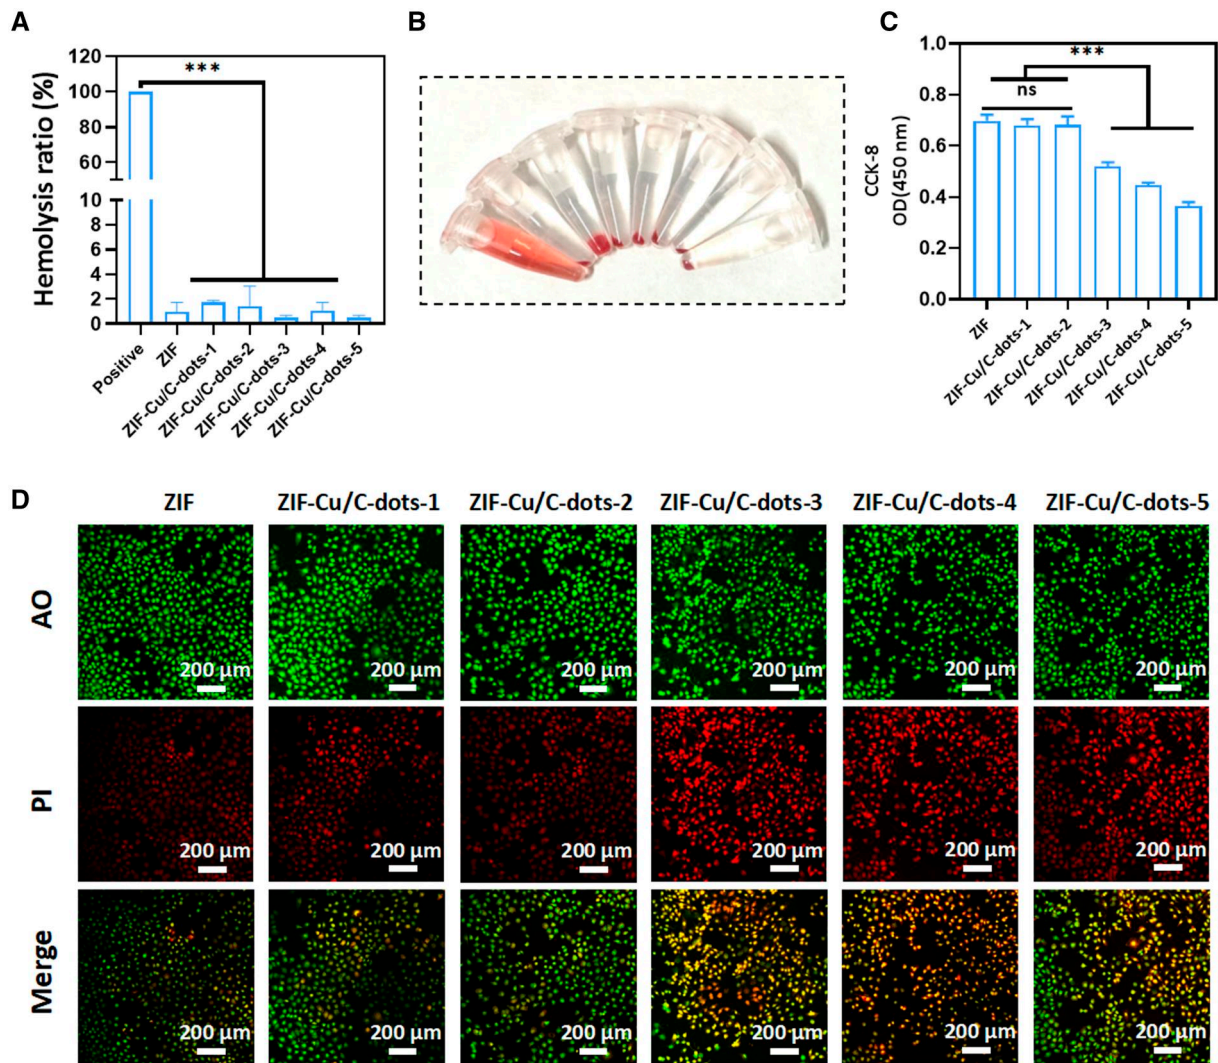 A
Hemolysis ratio (%)
120
100
80
60
10
8
6
4
2
0
***
Positive
ZIF
ZIF-Cu/C-dots-1
ZIF-Cu/C-dots-2
ZIF-Cu/C-dots-3
ZIF-Cu/C-dots-4
ZIF-Cu/C-dots-5
B
C
CCK-8
OD(450 nm)
1.0
0.8
0.6
0.4
0.2
0.0
***
ns
ZIF
ZIF-Cu/C-dots-1
ZIF-Cu/C-dots-2
ZIF-Cu/C-dots-3
ZIF-Cu/C-dots-4
ZIF-Cu/C-dots-5
D
ZIF ZIF-Cu/C-dots-1 ZIF-Cu/C-dots-2 ZIF-Cu/C-dots-3 ZIF-Cu/C-dots-4 ZIF-Cu/C-dots-5
AO
200 μm 200 μm 200 μm 200 μm 200 μm 200 μm
PI
200 μm 200 μm 200 μm 200 μm 200 μm 200 μm
Merge
200 μm 200 μm 200 μm 200 μm 200 μm 200 μm